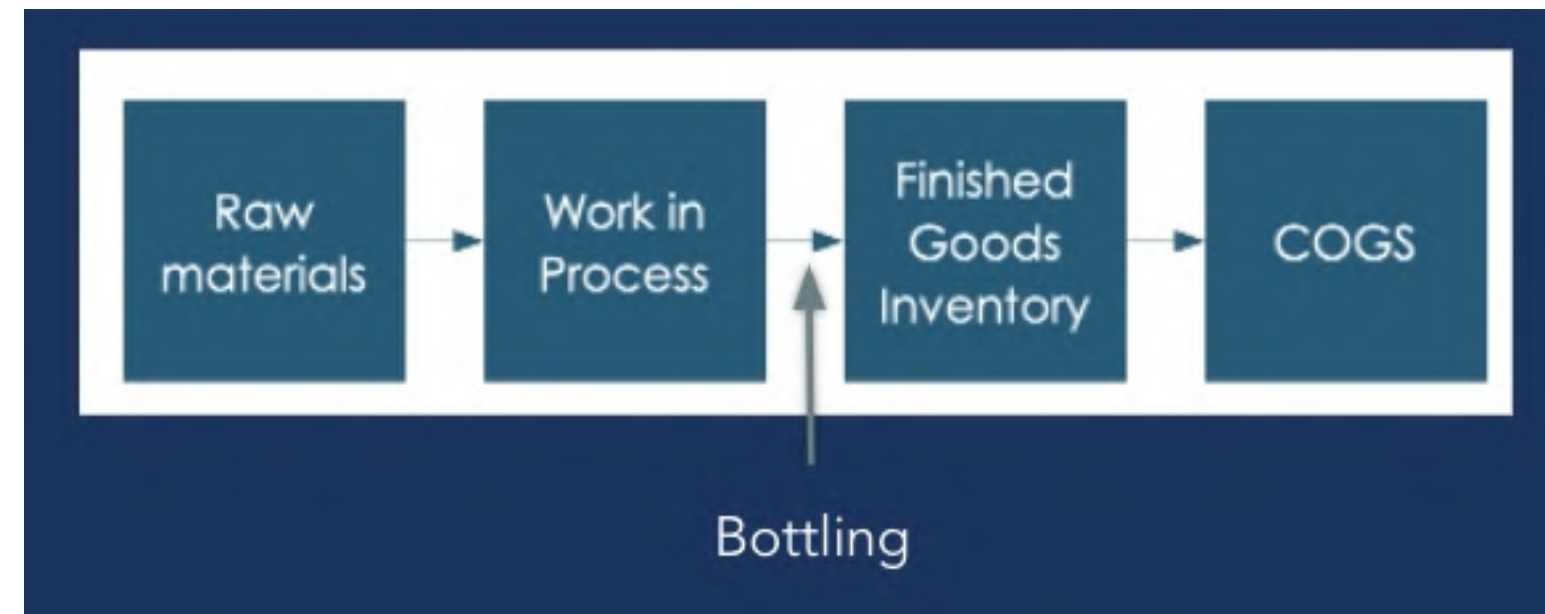 Raw
materials
Work in
Process
Finished
Goods
Inventory
COGS
Bottling